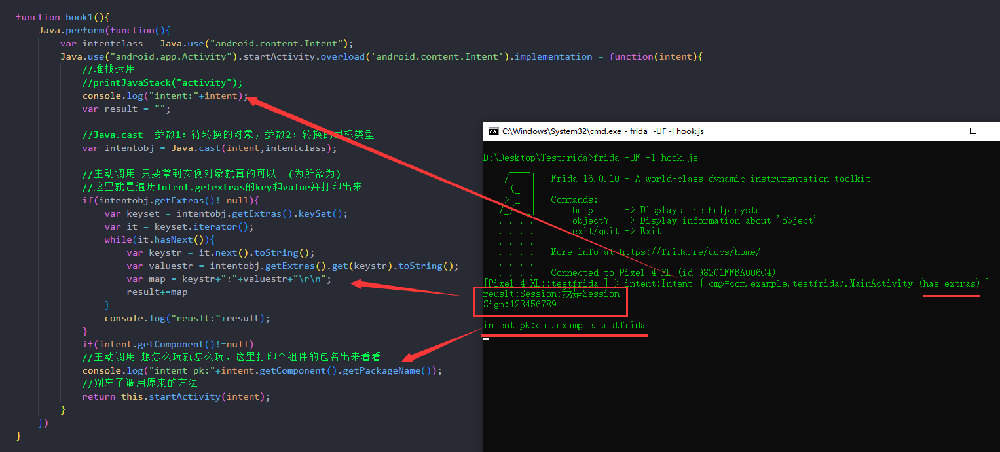 function hook1(){
Java.perform(function(){
var intentclass = Java.use("android.content.Intent");
Java.use("android.app.Activity").startActivity.overload('android.content.Intent').implementation = function(intent){
//堆栈运用
//printJavaStack("activity");
console.log("intent:"+intent);
var result = "";
//Java.cast 参数1：待转换的对象，参数2：转换的目标类型
var intentobj = Java.cast(intent,intentclass);
//主动调用 只要拿到实例对象就真的可以 (为所欲为)
//这里就是遍历Intent.getextras的key和value并打印出来
if(intentobj.getExtras()!=null){
var keyset = intentobj.getExtras().keySet();
var it = keyset.iterator();
while(it.hasNext()){
var keystr = it.next().toString();
var valuestr = intentobj.getExtras().get(keystr).toString();
var map = keystr+":"+valuestr+"\r\n";
result+=map
}
console.log("reuslt:"+result);
}
if(intent.getComponent()!=null)
//主动调用 想怎么玩就怎么玩，这里打印个组件的包名出来看看
console.log("intent pk:"+intent.getComponent().getPackageName());
//别忘了调用原来的方法
return this.startActivity(intent);
}
})
}
C:\Windows\System32\cmd.exe - frida -UF -l hook.js
D:\Desktop\TestFrida>frida -UF -l hook.js
____
/ _  |   Frida 16.0.10 - A world-class dynamic instrumentation toolkit
| (_| |
> _  |   Commands:
/_/ |_|       help      -> Displays the help system
. . . .       object?   -> Display information about 'object'
. . . .       exit/quit -> Exit
. . . .
. . . .   More info at https://frida.re/docs/home/
. . . .
. . . .   Connected to Pixel 4 XL (id=98201FFBA006C4)
[Pixel 4 XL::testfrida ]-> intent:Intent { cmp=com.example.testfrida/.MainActivity (has extras) }
reuslt:Session:我是Session
Sign:123456789
intent pk:com.example.testfrida